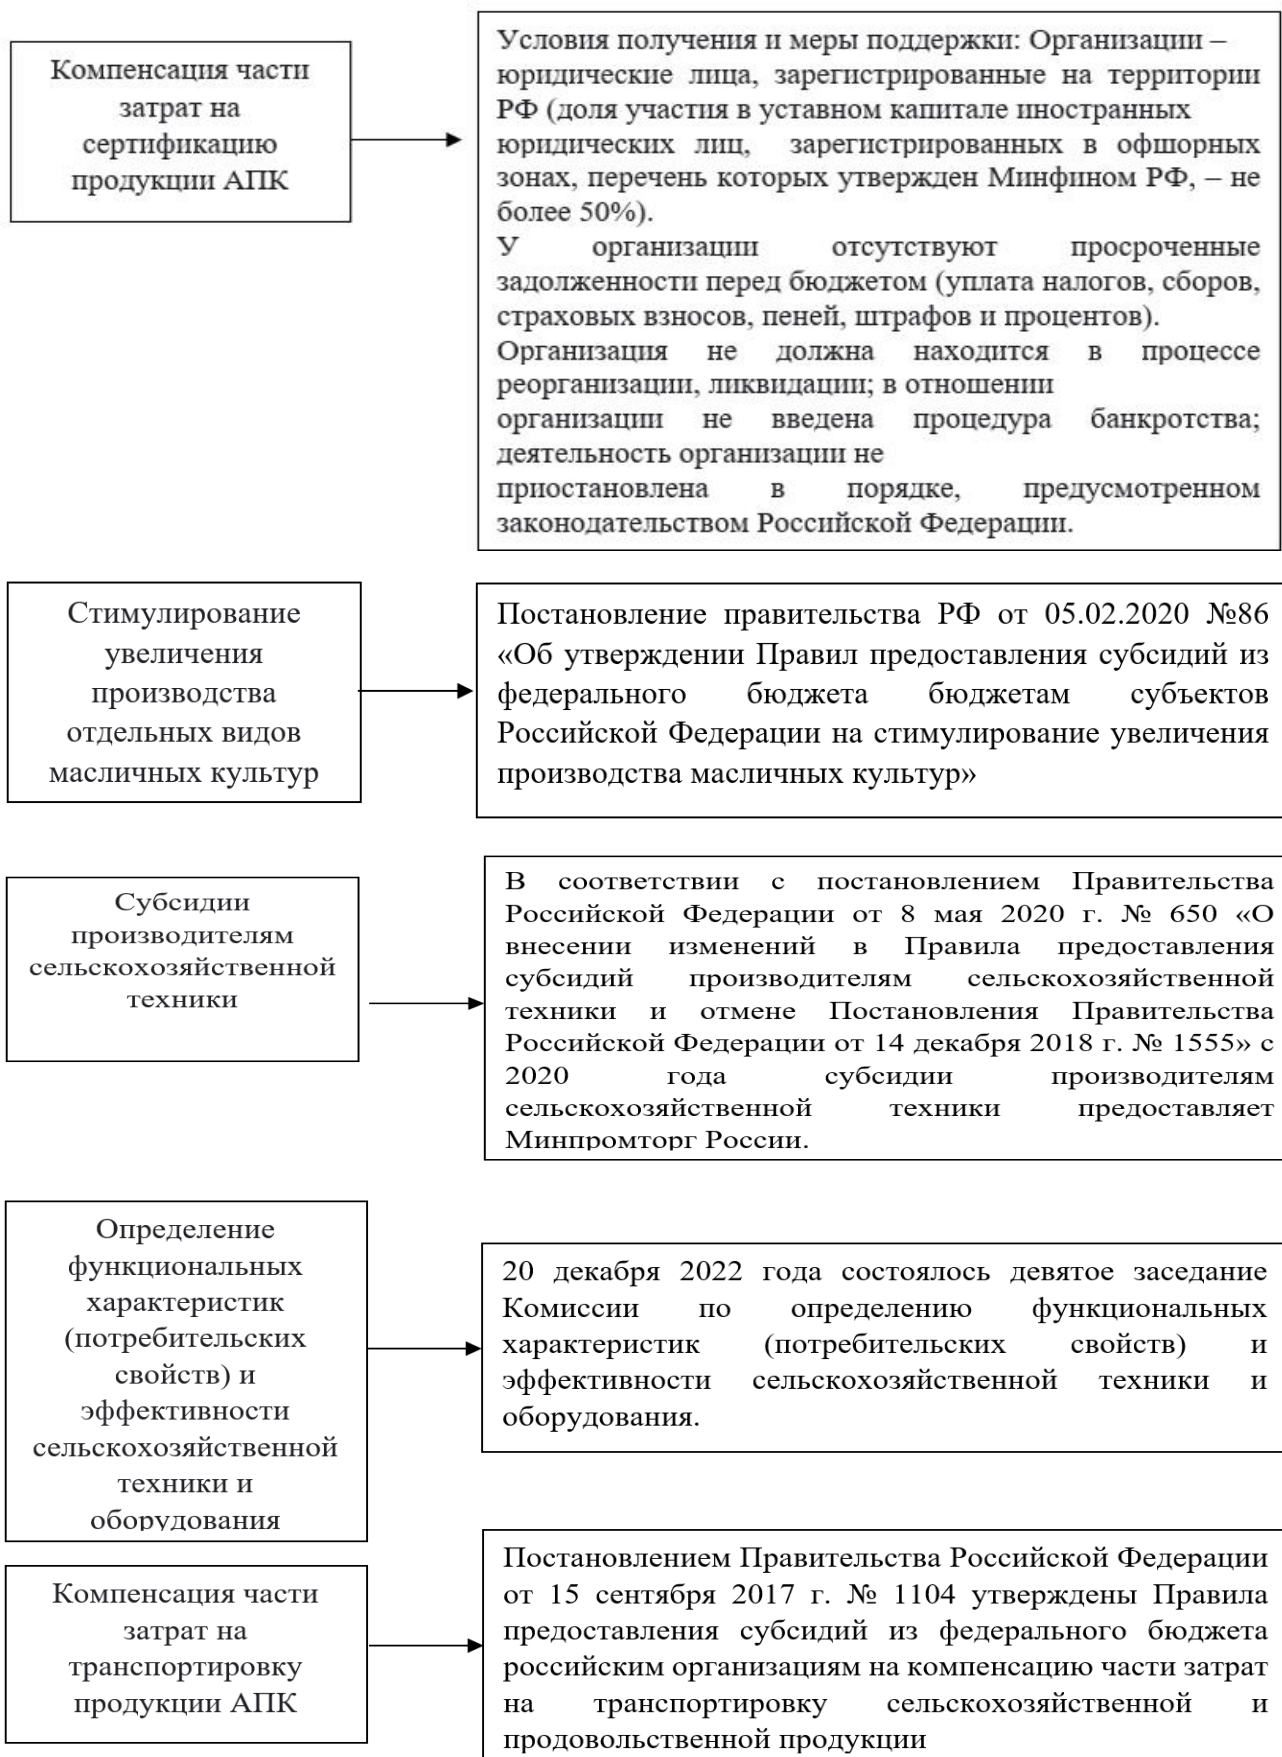 Компенсация части
затрат на
сертификацию
продукции АПК
Условия получения и меры поддержки: Организации –
юридические лица, зарегистрированные на территории
РФ (доля участия в уставном капитале иностранных
юридических лиц, зарегистрированных в офшорных
зонах, перечень которых утвержден Минфином РФ, – не
более 50%).
У организации отсутствуют просроченные
задолженности перед бюджетом (уплата налогов, сборов,
страховых взносов, пеней, штрафов и процентов).
Организация не должна находится в процессе
реорганизации, ликвидации; в отношении
организации не введена процедура банкротства;
деятельность организации не
приостановлена в порядке, предусмотренном
законодательством Российской Федерации.
Стимулирование
увеличения
производства
отдельных видов
масличных культур
Постановление правительства РФ от 05.02.2020 №86
«Об утверждении Правил предоставления субсидий из
федерального бюджета бюджетам субъектов
Российской Федерации на стимулирование увеличения
производства масличных культур»
Субсидии
производителям
сельскохозяйственной
техники
В соответствии с постановлением Правительства
Российской Федерации от 8 мая 2020 г. № 650 «О
внесении изменений в Правила предоставления
субсидий производителям сельскохозяйственной
техники и отмене Постановления Правительства
Российской Федерации от 14 декабря 2018 г. № 1555» с
2020 года субсидии производителям
сельскохозяйственной техники предоставляет
Минпромторг России.
Определение
функциональных
характеристик
(потребительских
свойств) и
эффективности
сельскохозяйственной
техники и
оборудования
20 декабря 2022 года состоялось девятое заседание
Комиссии по определению функциональных
характеристик (потребительских свойств) и
эффективности сельскохозяйственной техники и
оборудования.
Компенсация части
затрат на
транспортировку
продукции АПК
Постановлением Правительства Российской Федерации
от 15 сентября 2017 г. № 1104 утверждены Правила
предоставления субсидий из федерального бюджета
российским организациям на компенсацию части затрат
на транспортировку сельскохозяйственной и
продовольственной продукции